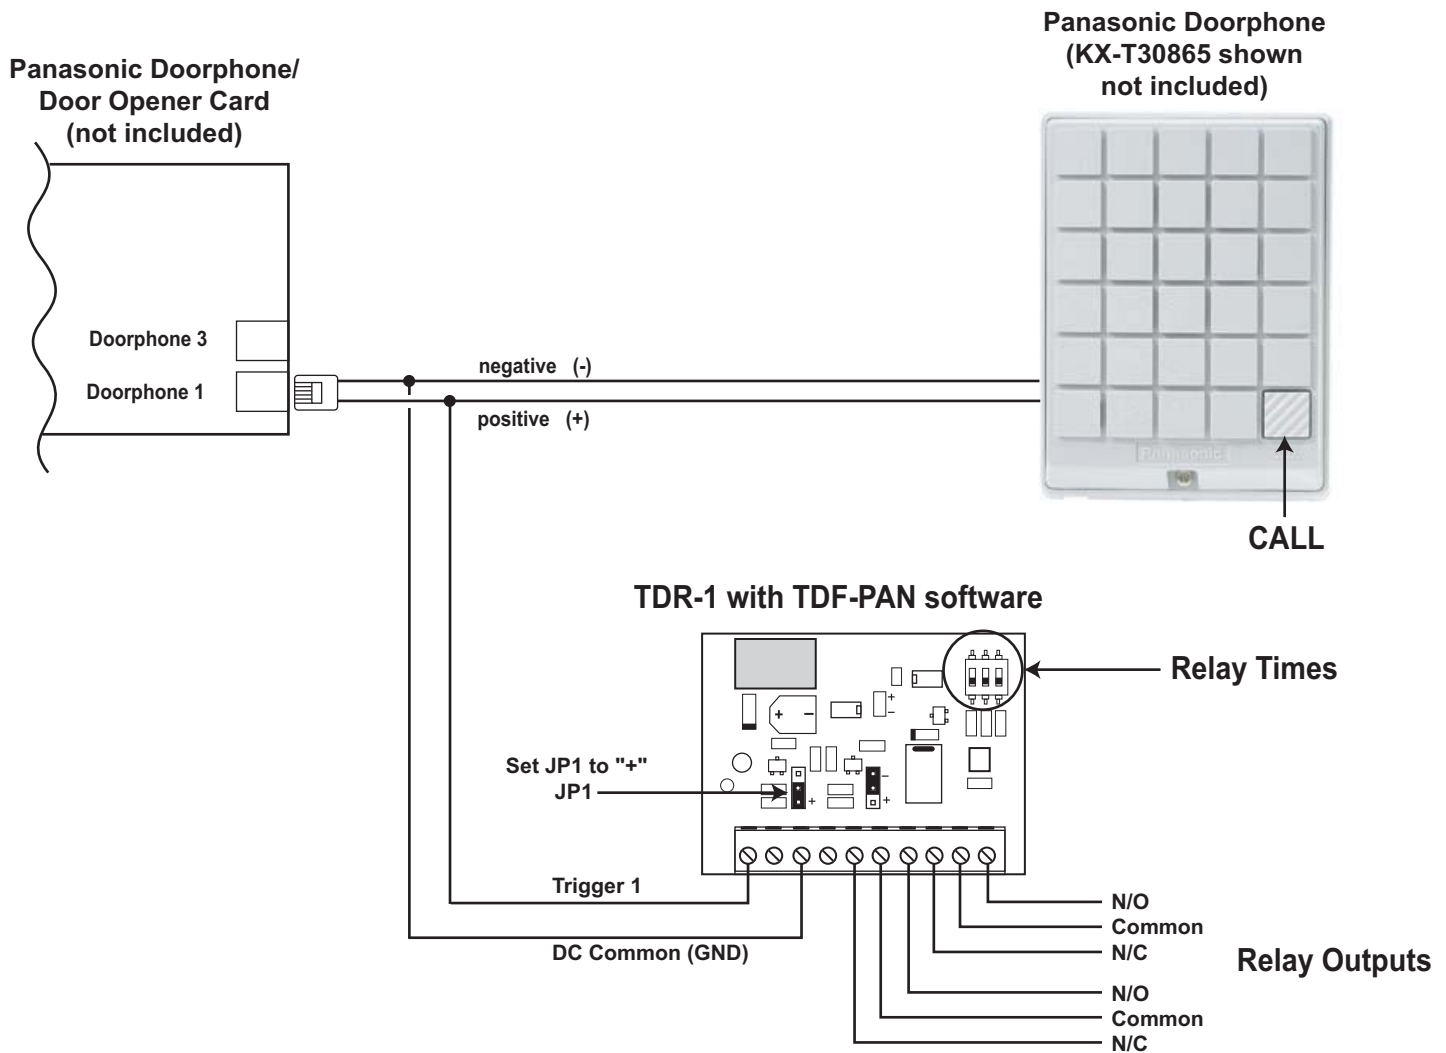 Panasonic Doorphone
(KX-T30865 shown
not included)
Panasonic Doorphone/
Door Opener Card
(not included)
Doorphone 3
Doorphone 1
negative (-)
positive (+)
Panasonic
CALL
TDR-1 with TDF-PAN software
Relay Times
+ -
+
-
Set JP1 to "+"
JP1
+
-
+
Trigger 1
DC Common (GND)
N/O
Common
N/C
Relay Outputs
N/O
Common
N/C